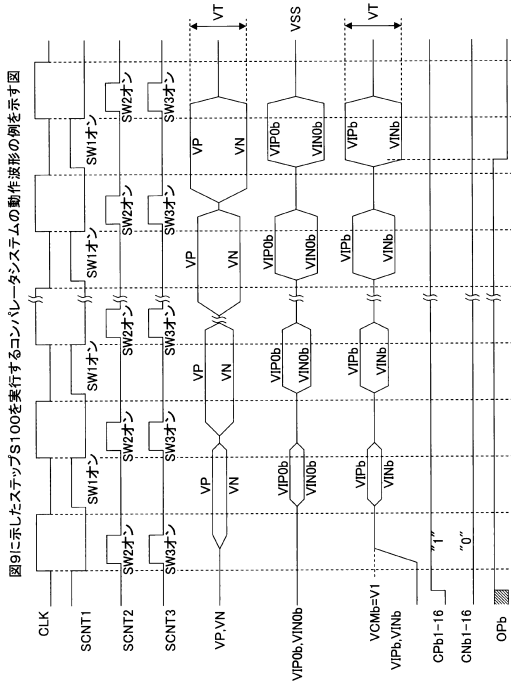 図9に示したステップS100を実行するコンパレータシステムの動作波形の例を示す図
CLK
SCNT1
SW1オン
SW1オン
SW1オン
SW1オン
SCNT2
SW2オン
SW2オン
SW2オン
SW2オン
SW2オン
SCNT3
SW3オン
SW3オン
SW3オン
SW3オン
SW3オン
VP,VN
VP
VN
VP
VN
VP
VN
VP
VN
VT
VIP0b,VIN0b
VIP0b
VIN0b
VIP0b
VIN0b
VIP0b
VIN0b
VIP0b
VIN0b
VSS
VCMb=V1
VIPb,VINb
VIPb
VINb
VIPb
VINb
VIPb
VINb
VIPb
VINb
VT
CPb1-16
"1"
CNb1-16
"0"
OPb